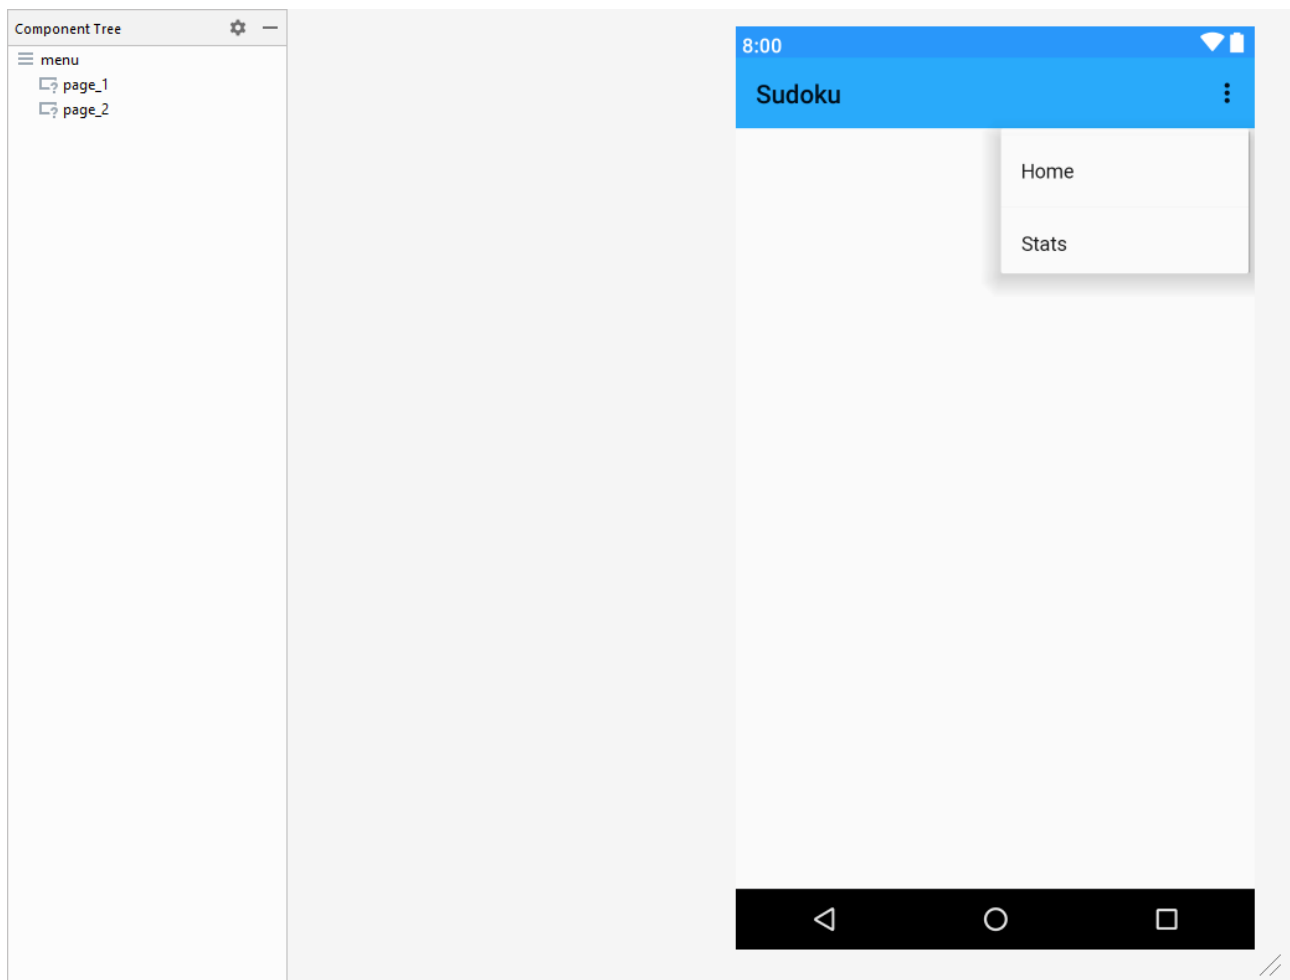 Component Tree
menu
page_1
page_2
8:00
Sudoku
Home
Stats